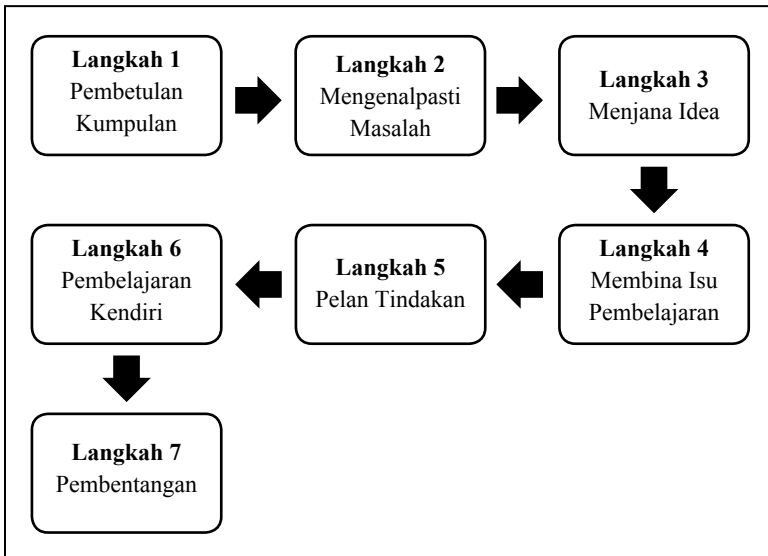 Langkah 1
Pembetulan
Kumpulan
Langkah 2
Mengenalpasti
Masalah
Langkah 3
Menjana Idea
Langkah 4
Membina Isu
Pembelajaran
Langkah 5
Pelan Tindakan
Langkah 6
Pembelajaran
Kendiri
Langkah 7
Pembentangan